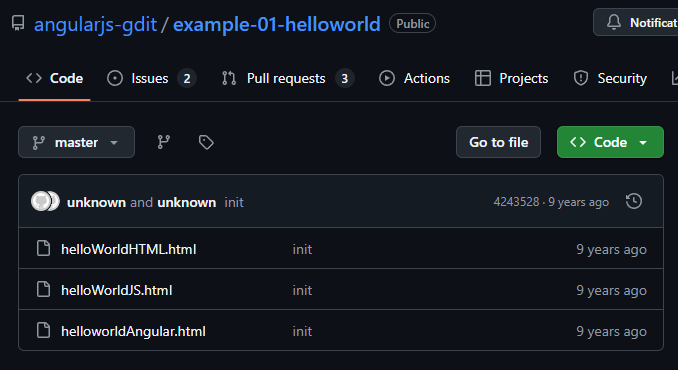 angularjs-gdit / example-01-helloworld Public Notificat
Code Issues 2 Pull requests 3 Actions Projects Security
master Go to file Code
unknown and unknown init 4243528 · 9 years ago
helloWorldHTML.html init 9 years ago
helloWorldJS.html init 9 years ago
helloworldAngular.html init 9 years ago